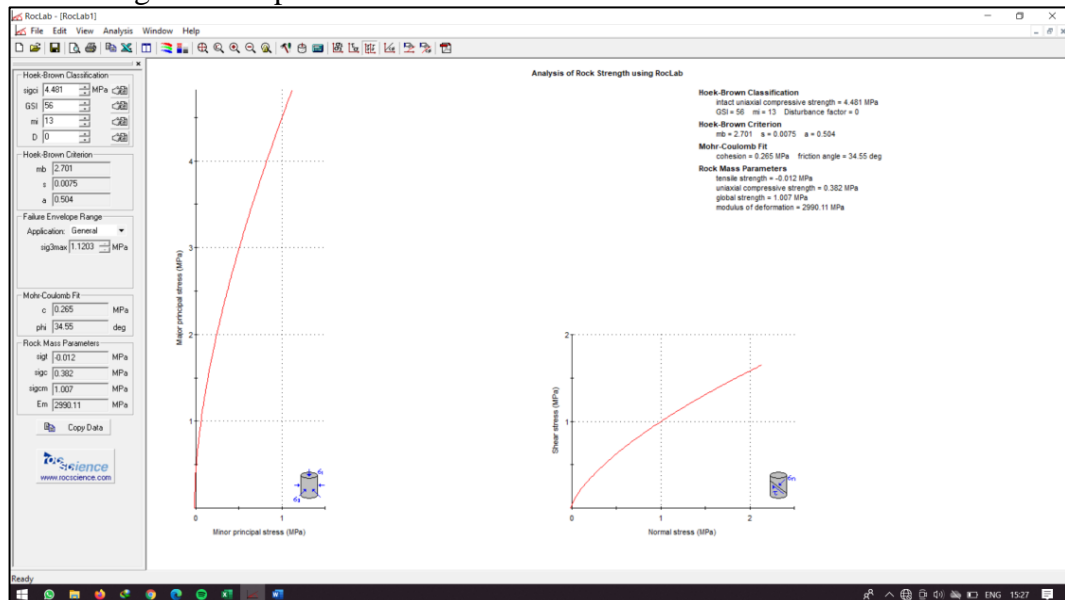 RocLab - [RocLab1]
File Edit View Analysis Window Help
Hoek-Brown Classification
sigci 4.481 MPa
GSI 56
mi 13
D 0
Hoek-Brown Criterion
mb 2.701
s 0.0075
a 0.504
Failure Envelope Range
Application: General
sig3max 1.1203 MPa
Mohr-Coulomb Fit
c 0.265 MPa
phi 34.55 deg
Rock Mass Parameters
sigt -0.012 MPa
sigc 0.382 MPa
sigcm 1.007 MPa
Em 2990.11 MPa
Copy Data
rocscience
www.rocscience.com
Analysis of Rock Strength using RocLab
Hoek-Brown Classification
intact uniaxial compressive strength = 4.481 MPa
GSI = 56 mi = 13 Disturbance factor = 0
Hoek-Brown Criterion
mb = 2.701 s = 0.0075 a = 0.504
Mohr-Coulomb Fit
cohesion = 0.265 MPa friction angle = 34.55 deg
Rock Mass Parameters
tensile strength = -0.012 MPa
uniaxial compressive strength = 0.382 MPa
global strength = 1.007 MPa
modulus of deformation = 2990.11 MPa
Major principal stress (MPa)
4
3
2
1
0 1
Minor principal stress (MPa)
Shear stress (MPa)
2
1
0 1 2
Normal stress (MPa)
Ready
ENG 15:27